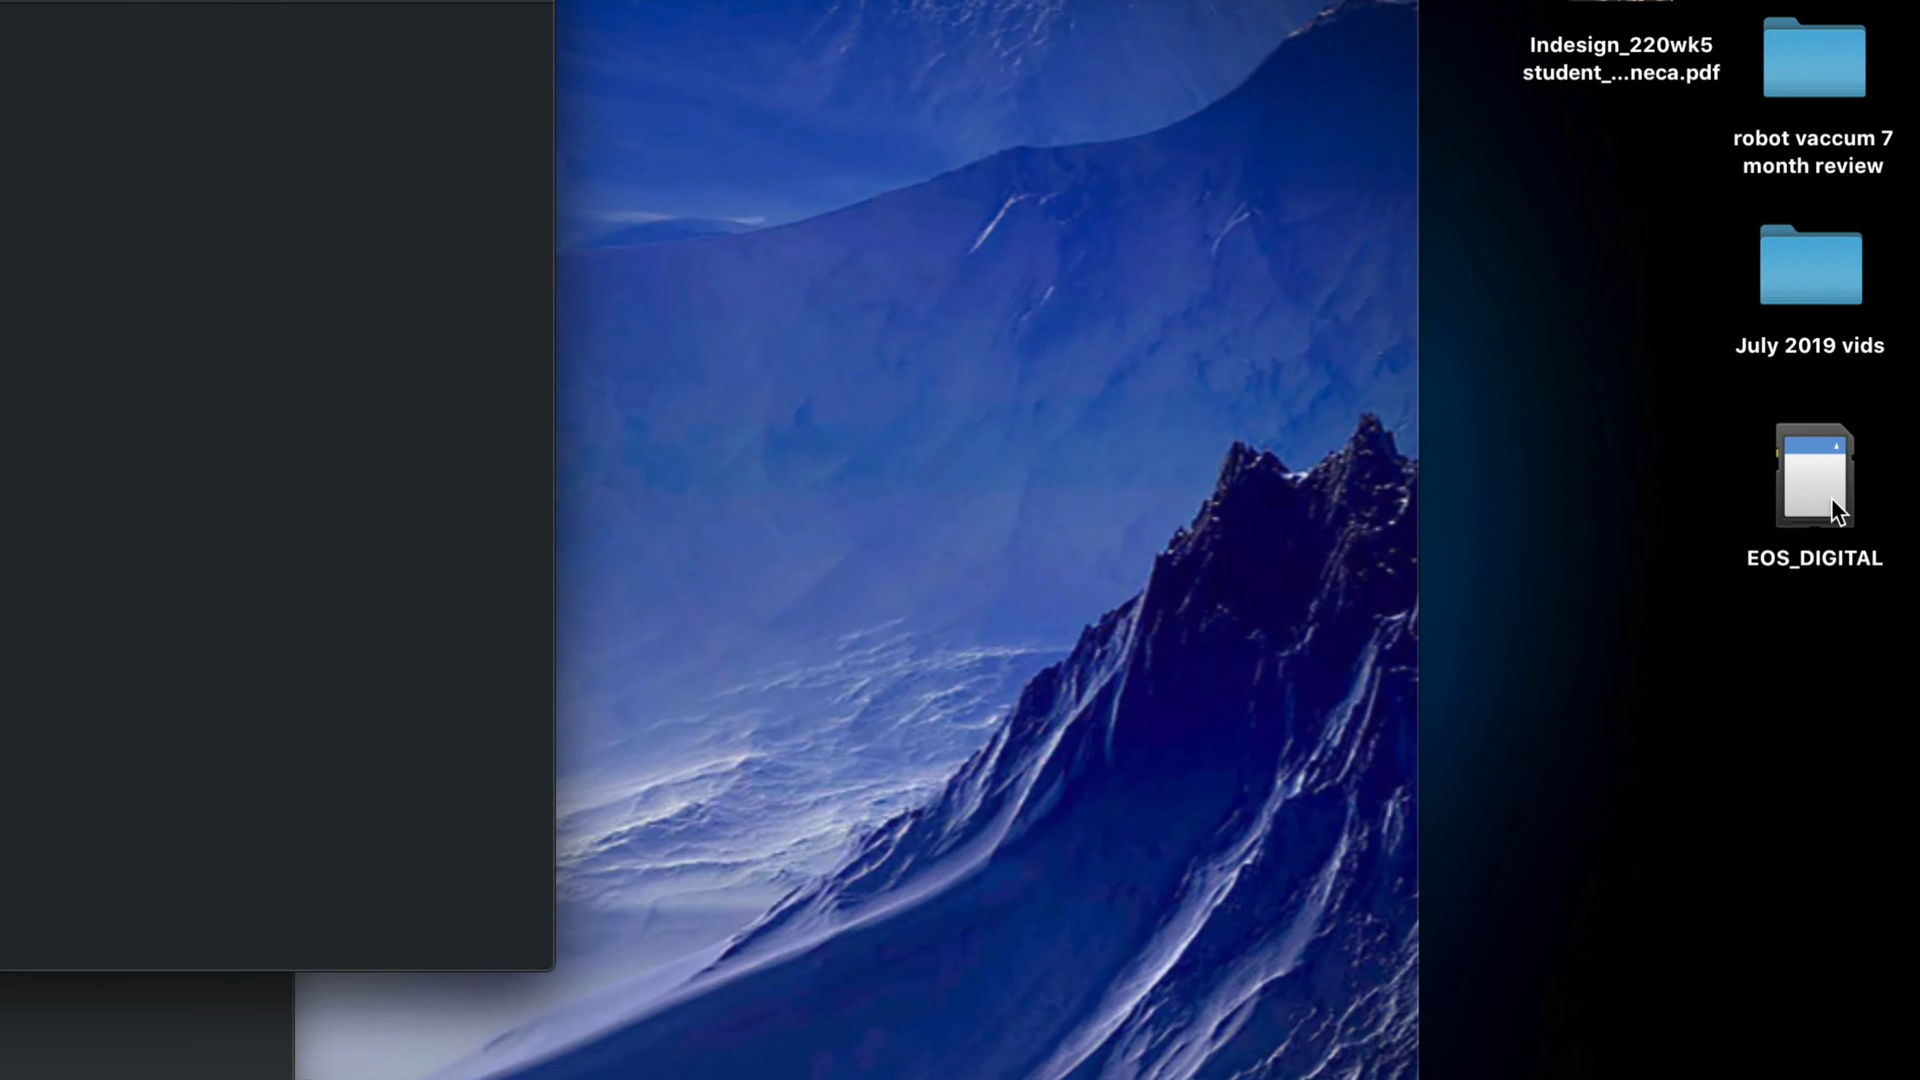 Indesign_220wk5
student_...neca.pdf
robot vaccum 7
month review
July 2019 vids
EOS_DIGITAL